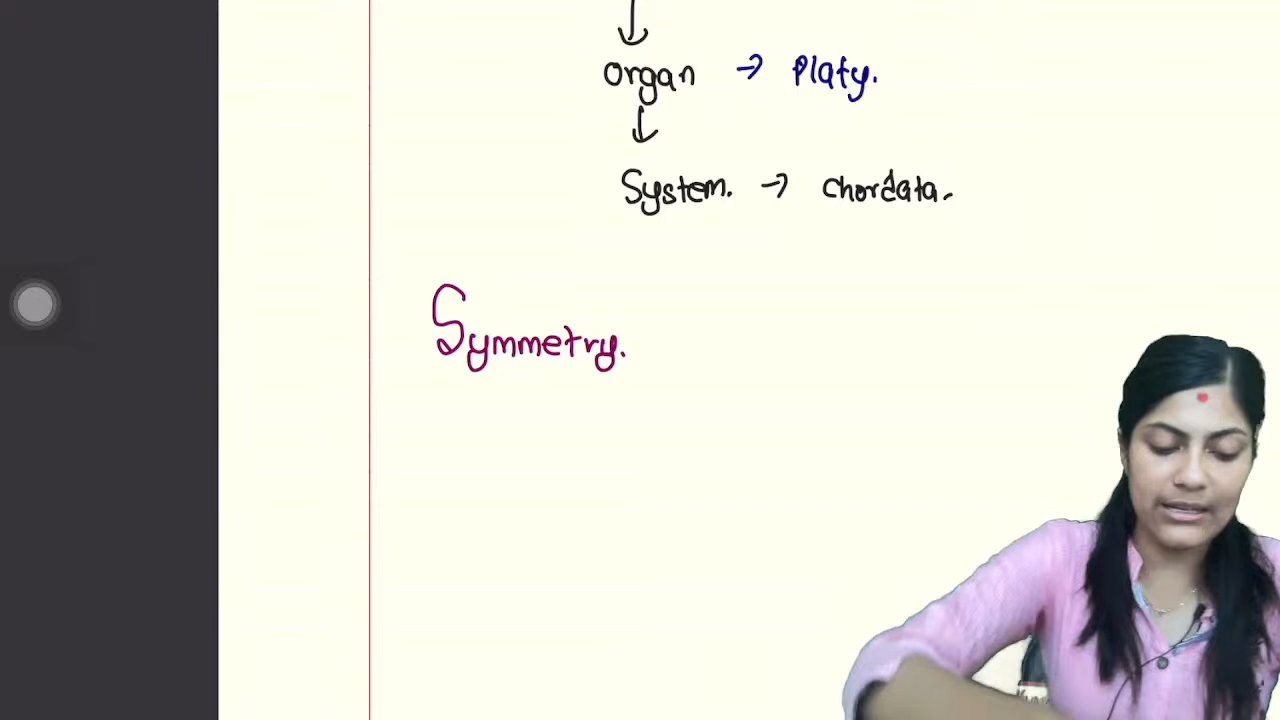 ↓
Organ → Platy.
↓
System. → chordata.
Symmetry.